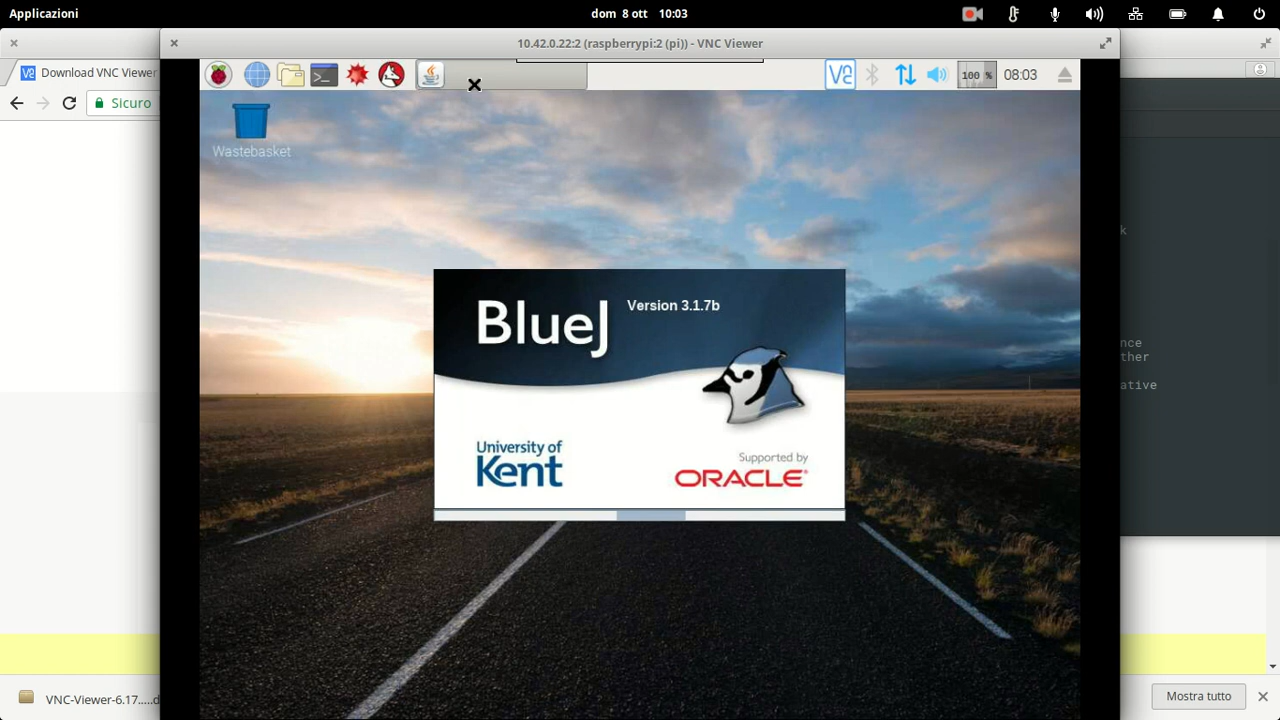 Applicazioni
dom 8 ott 10:03
10.42.0.22:2 (raspberrypi:2 (pi)) - VNC Viewer
Download VNC Viewer
100 %
08:03
Sicuro
Wastebasket
k
nce
ther
ative
BlueJ
Version 3.1.7b
University of
Kent
Supported by
ORACLE
VNC-Viewer-6.17.....d
Mostra tutto